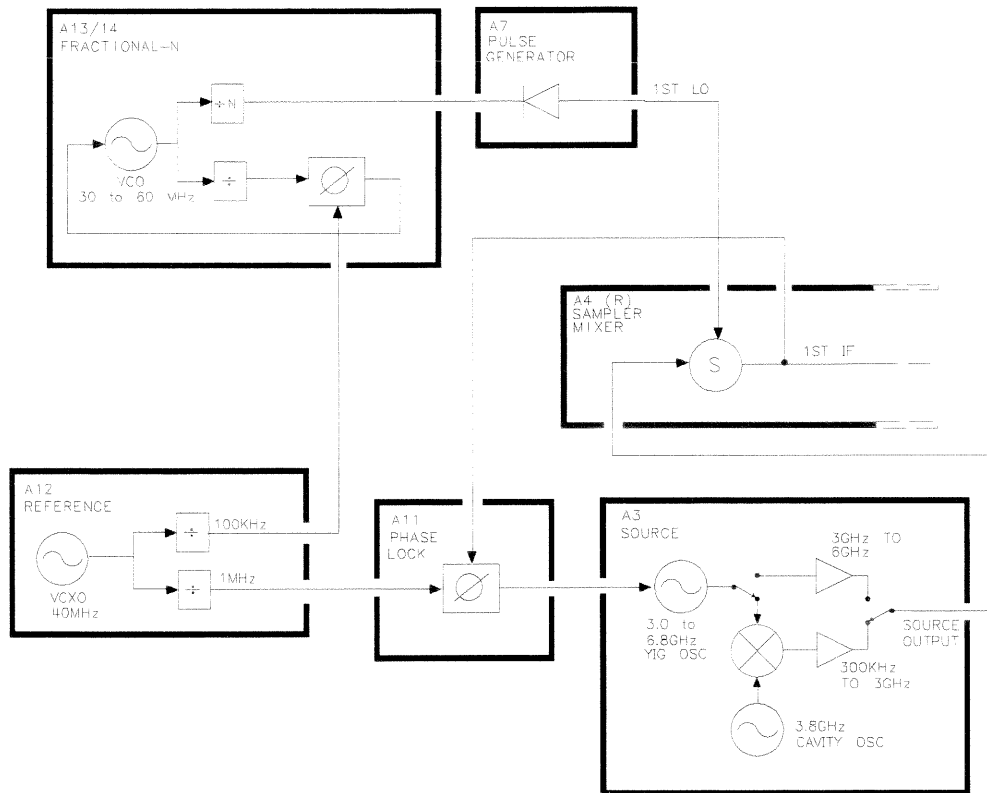 A13/14
FRACTIONAL-N
÷N
VCO
30 to 60 MHz
÷
A7
PULSE
GENERATOR
1ST LO
A4 (R)
SAMPLER
MIXER
S
1ST IF
A12
REFERENCE
÷
100KHz
÷
1MHz
VCXO
40MHz
A11
PHASE
LOCK
A3
SOURCE
3GHz TO
6GHz
3.0 to
6.8GHz
YIG OSC
SOURCE
OUTPUT
300KHz
TO 3GHz
3.8GHz
CAVITY OSC